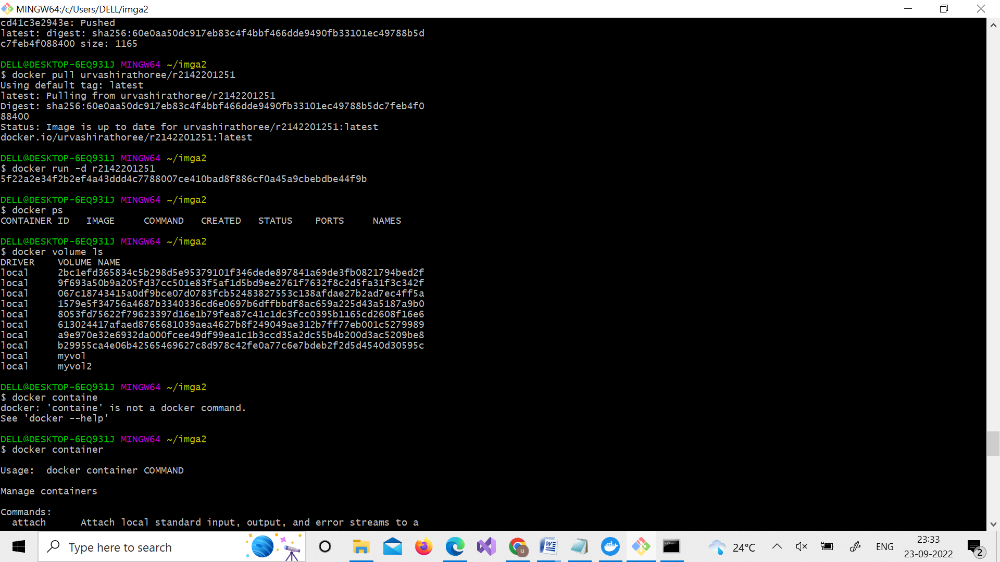 MINGW64:/c/Users/DELL/imga2
cd41c3e2943e: Pushed
latest: digest: sha256:60e0aa50dc917eb83c4f4bbf466dde9490fb33101ec49788b5d
c7feb4f088400 size: 1165
DELL@DESKTOP-6EQ931J MINGW64 ~/imga2
$ docker pull urvashirathoree/r2142201251
Using default tag: latest
latest: Pulling from urvashirathoree/r2142201251
Digest: sha256:60e0aa50dc917eb83c4f4bbf466dde9490fb33101ec49788b5dc7feb4f0
88400
Status: Image is up to date for urvashirathoree/r2142201251:latest
docker.io/urvashirathoree/r2142201251:latest
DELL@DESKTOP-6EQ931J MINGW64 ~/imga2
$ docker run -d r2142201251
5f22a2e34f2b2ef4a43ddd4c7788007ce410bad8f886cf0a45a9cbebdbe44f9b
DELL@DESKTOP-6EQ931J MINGW64 ~/imga2
$ docker ps
CONTAINER ID   IMAGE     COMMAND   CREATED   STATUS    PORTS     NAMES
DELL@DESKTOP-6EQ931J MINGW64 ~/imga2
$ docker volume ls
DRIVER    VOLUME NAME
local     2bc1efd365834c5b298d5e95379101f346dede897841a69de3fb0821794bed2f
local     9f693a50b9a205fd37cc501e83f5af1d5bd9ee2761f7632f8c2d5fa31f3c342f
local     067c18743415a0df9bce07d0783fcb52483827553c138afdae27b2ad7ec4ff5a
local     1579e5f34756a4687b3340336cd6e0697b6dffbbdf8ac659a225d43a5187a9b0
local     8053fd75622f79623397d16e1b79fea87c41c1dc3fcc0395b1165cd2608f16e6
local     613024417afaed8765681039aea4627b8f249049ae312b7ff77eb001c5279989
local     a9e970e32e6932da000fcee49df99ea1c1b3ccd35a2dc55b4b200d3ac5209be8
local     b29955ca4e06b42565469627c8d978c42fe0a77c6e7bdeb2f2d5d4540d30595c
local     myvol
local     myvol2
DELL@DESKTOP-6EQ931J MINGW64 ~/imga2
$ docker containe
docker: 'containe' is not a docker command.
See 'docker --help'
DELL@DESKTOP-6EQ931J MINGW64 ~/imga2
$ docker container
Usage:  docker container COMMAND
Manage containers
Commands:
  attach      Attach local standard input, output, and error streams to a
Type here to search
24°C
ENG
23:33
23-09-2022
2